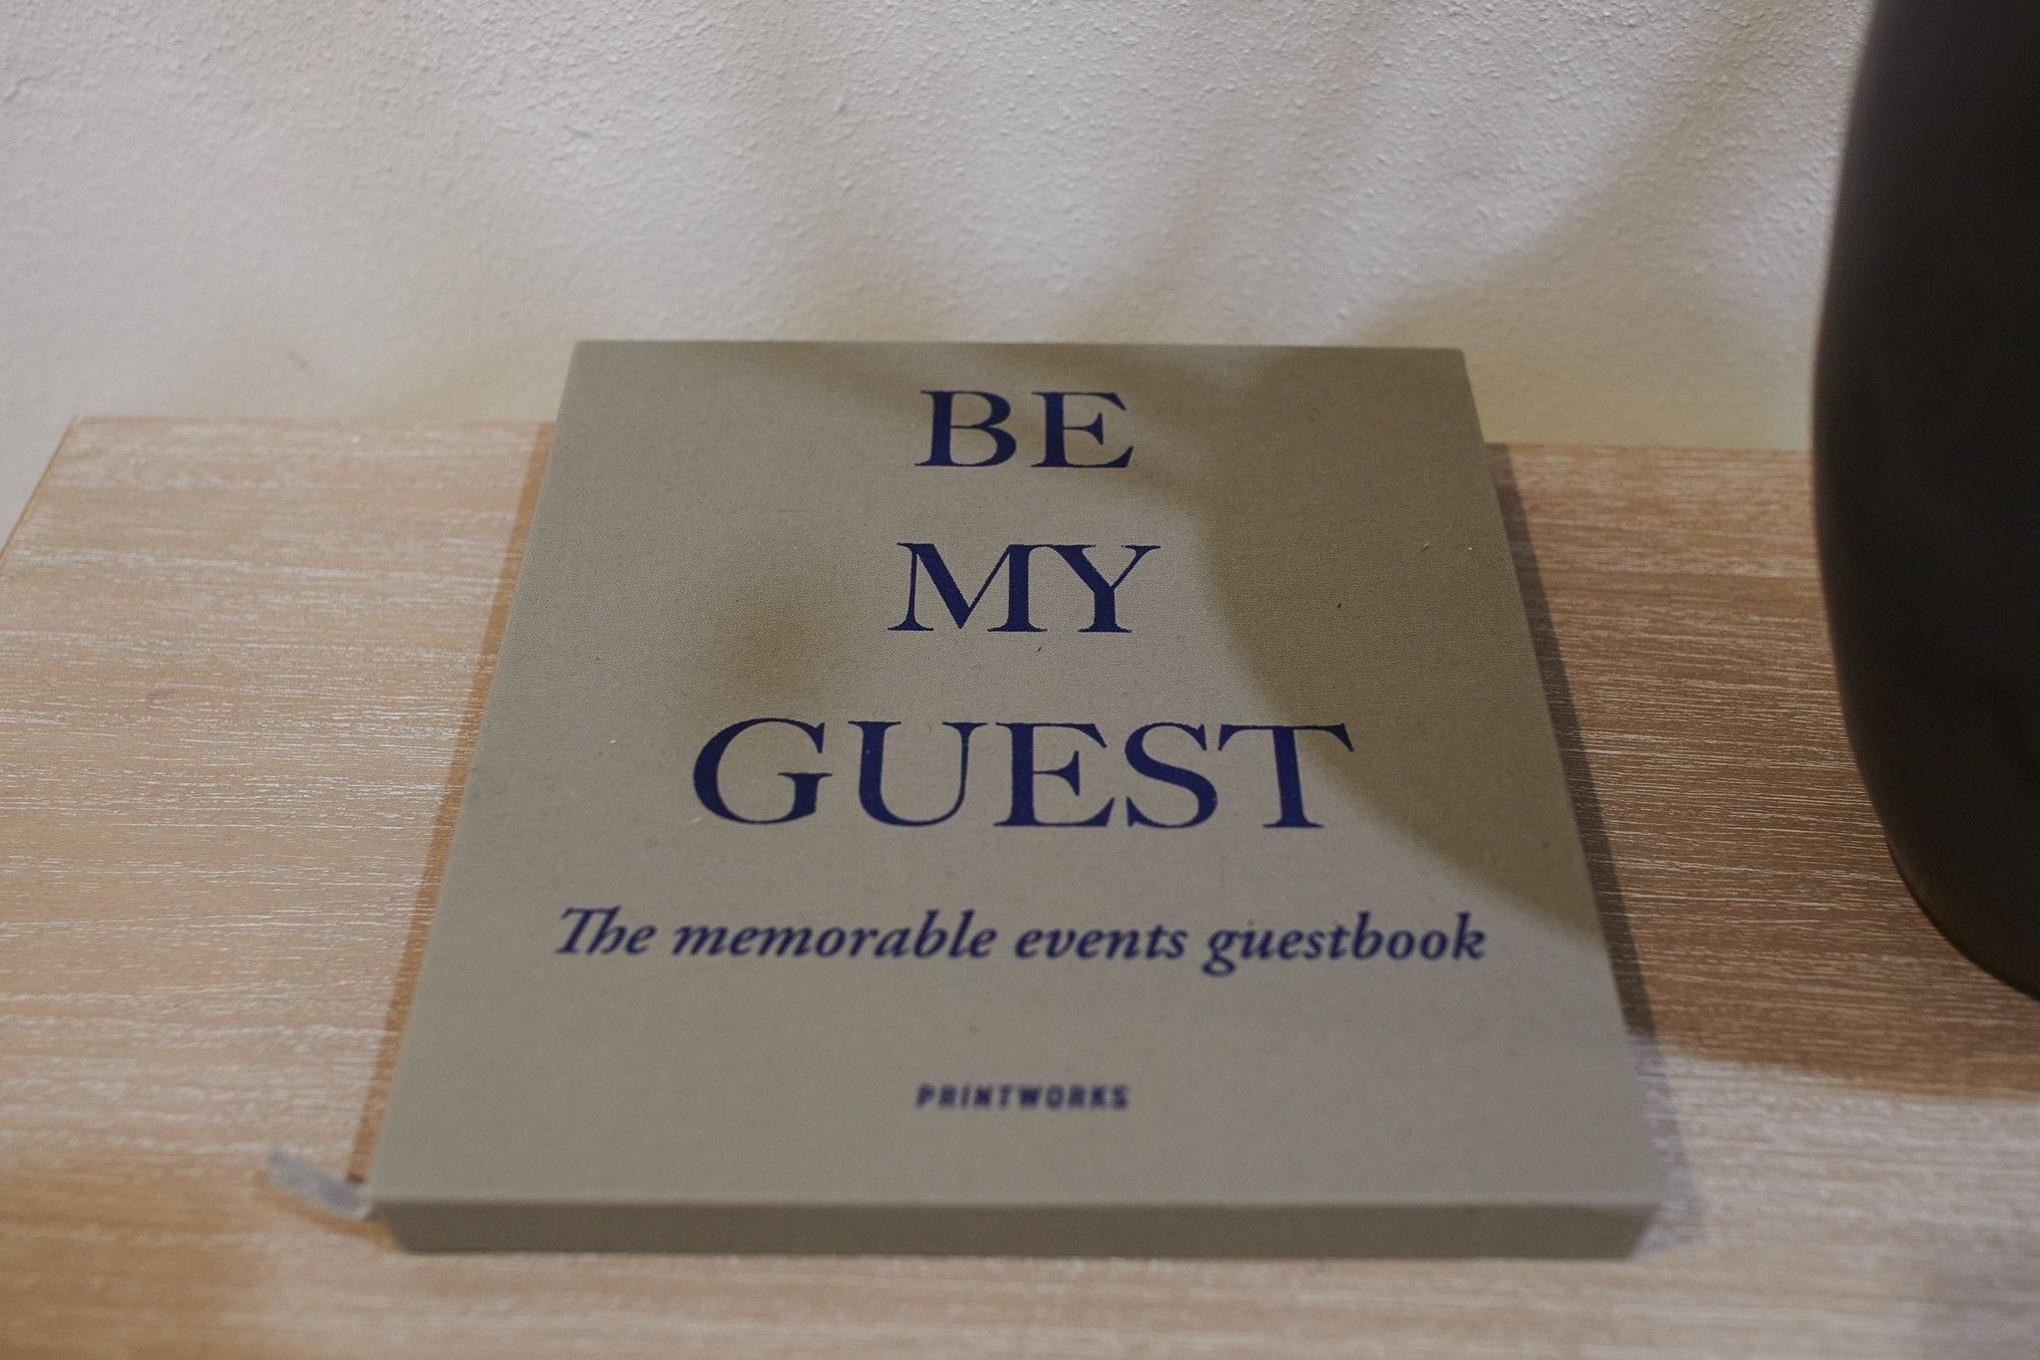 BE
MY
GUEST
The memorable events guestbook
PRINTWORKS